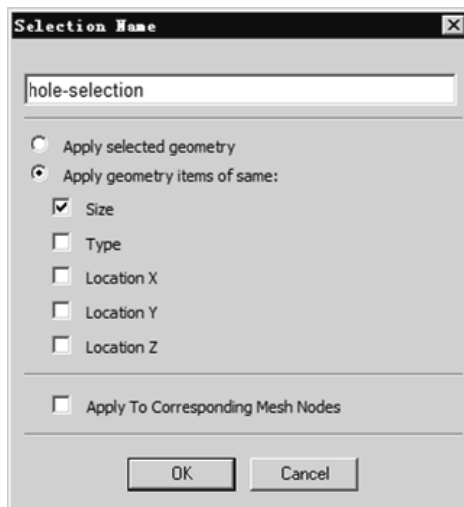 Selection Name
hole-selection
Apply selected geometry
Apply geometry items of same:
Size
Type
Location X
Location Y
Location Z
Apply To Corresponding Mesh Nodes
OK
Cancel